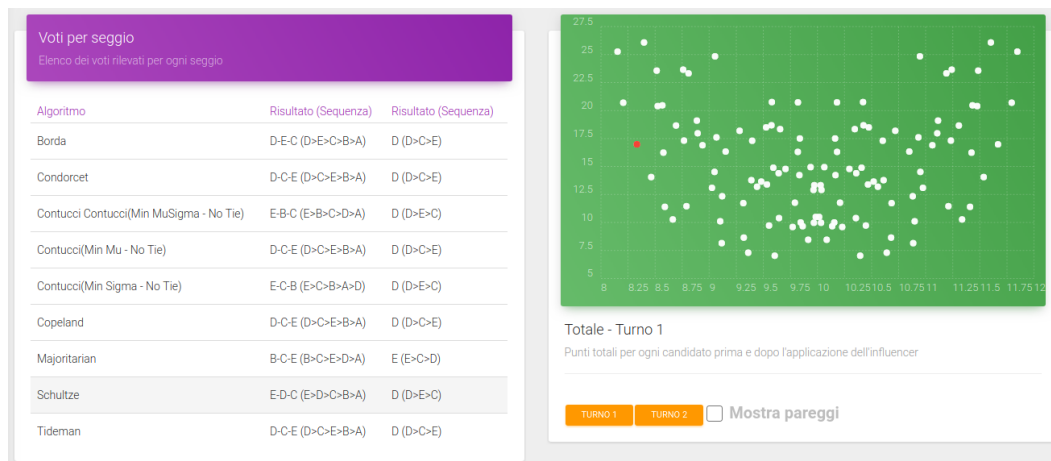 Voti per seggio
Elenco dei voti rilevati per ogni seggio
Algoritmo Risultato (Sequenza) Risultato (Sequenza)
Borda D-E-C (D>E>C>B>A) D (D>C>E)
Condorcet D-C-E (D>C>E>B>A) D (D>C>E)
Contucci Contucci(Min MuSigma - No Tie) E-B-C (E>B>C>D>A) D (D>E>C)
Contucci(Min Mu - No Tie) D-C-E (D>C>E>B>A) D (D>C>E)
Contucci(Min Sigma - No Tie) E-C-B (E>C>D>B>A>D) D (D>E>C)
Copeland D-C-E (D>C>E>B>A) D (D>C>E)
Majoritarian B-C-E (B>C>E>D>A) E (E>C>D)
Schultze E-D-C (E>D>C>B>A) D (D>E>C)
Tideman D-C-E (D>C>E>B>A) D (D>C>E)
27.5
25
22.5
20
17.5
15
12.5
10
7.5
5
8 8.25 8.5 8.75 9 9.25 9.5 9.75 10 10.25 10.5 10.75 11 11.25 11.5 11.75 12
Totale - Turno 1
Punti totali per ogni candidato prima e dopo l'applicazione dell'influencer
TURNO 1 TURNO 2 Mostra pareggi